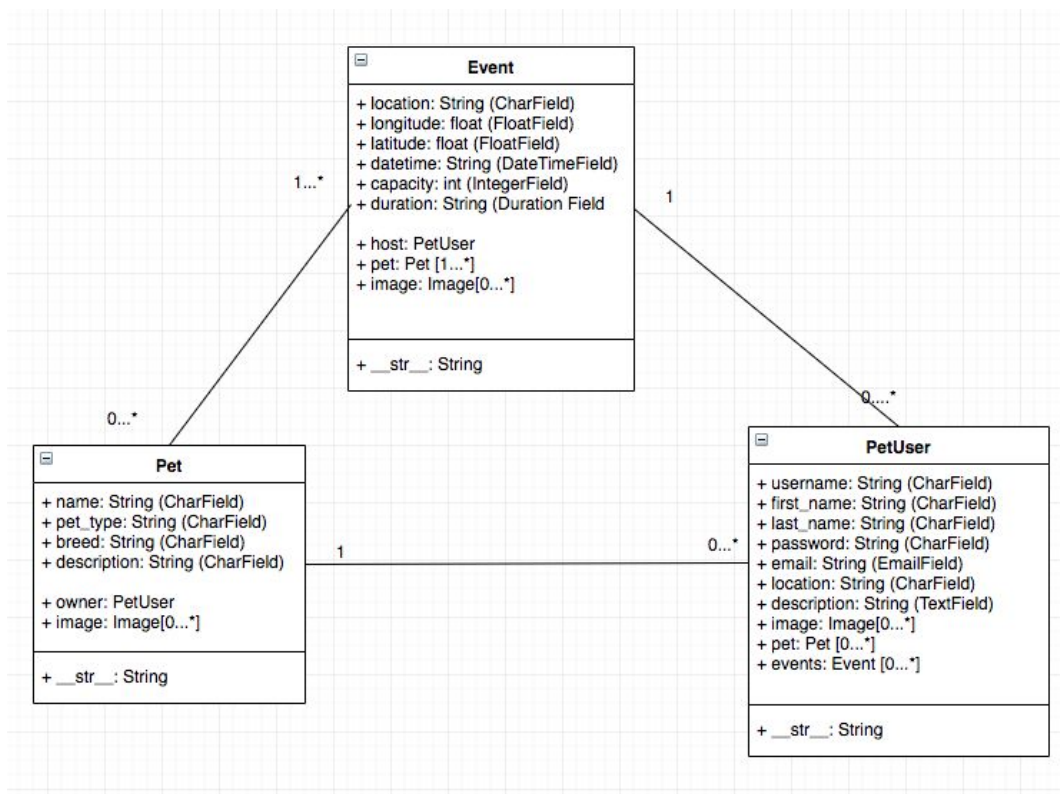 Event
+ location: String (CharField)
+ longitude: float (FloatField)
+ latitude: float (FloatField)
+ datetime: String (DateTimeField)
+ capacity: int (IntegerField)
+ duration: String (Duration Field
+ host: PetUser
+ pet: Pet [1...*]
+ image: Image[0...*]
+ __str__: String
1...*
1
0...*
0....*
Pet
+ name: String (CharField)
+ pet_type: String (CharField)
+ breed: String (CharField)
+ description: String (CharField)
+ owner: PetUser
+ image: Image[0...*]
+ __str__: String
1
0...*
PetUser
+ username: String (CharField)
+ first_name: String (CharField)
+ last_name: String (CharField)
+ password: String (CharField)
+ email: String (EmailField)
+ location: String (CharField)
+ description: String (TextField)
+ image: Image[0...*]
+ pet: Pet [0...*]
+ events: Event [0...*]
+ __str__: String